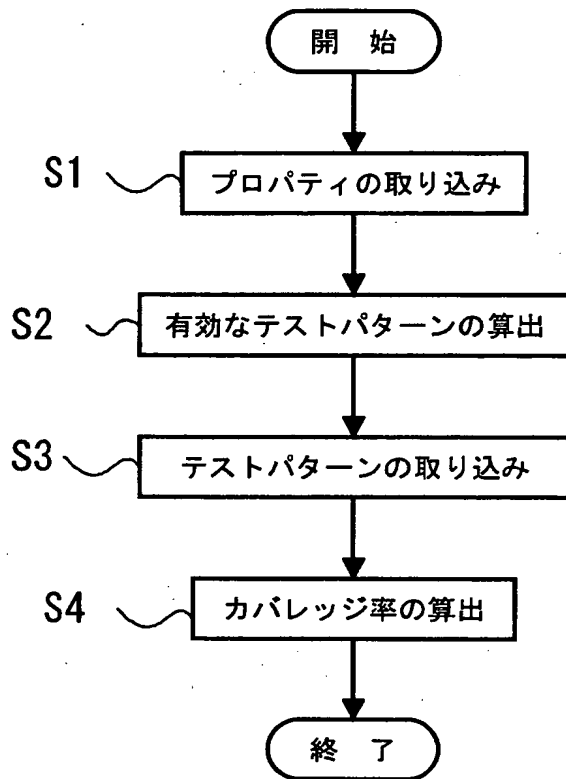 開 始
S1 プロパティの取り込み
S2 有効なテストパターンの算出
S3 テストパターンの取り込み
S4 カバレッジ率の算出
終 了